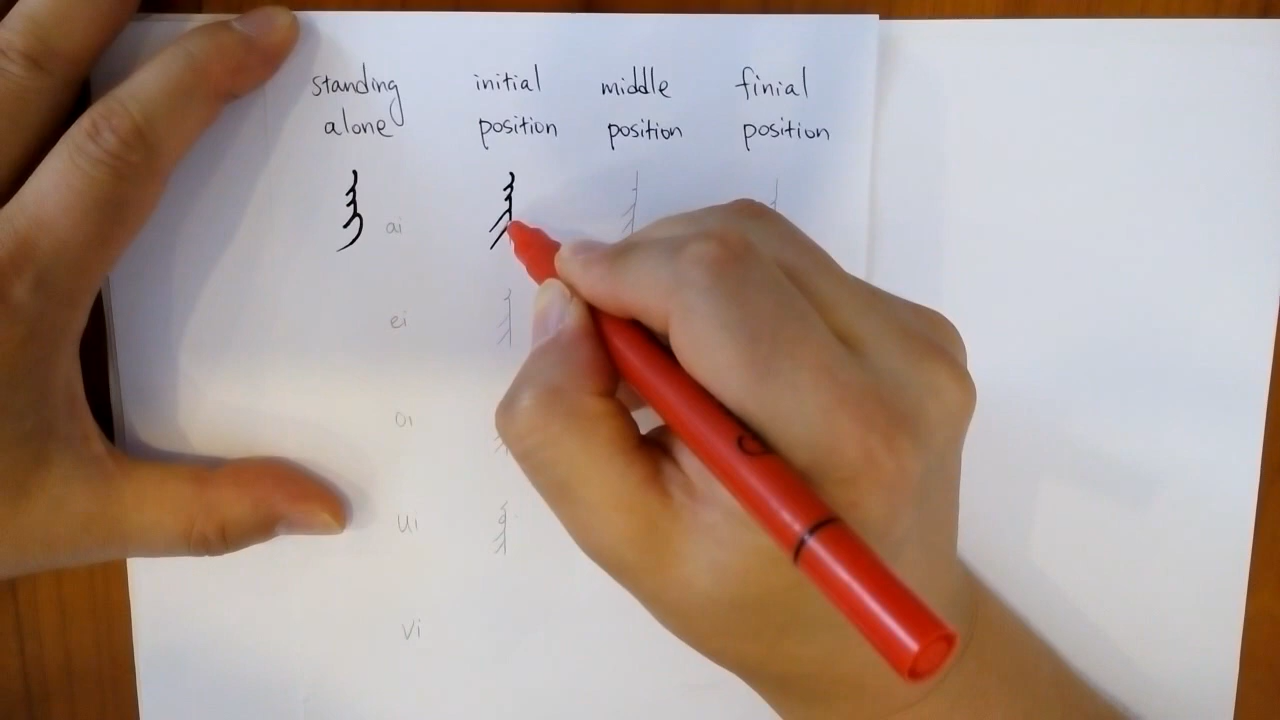 standing initial middle finial
alone position position position
ai
ei
oi
ui
vi